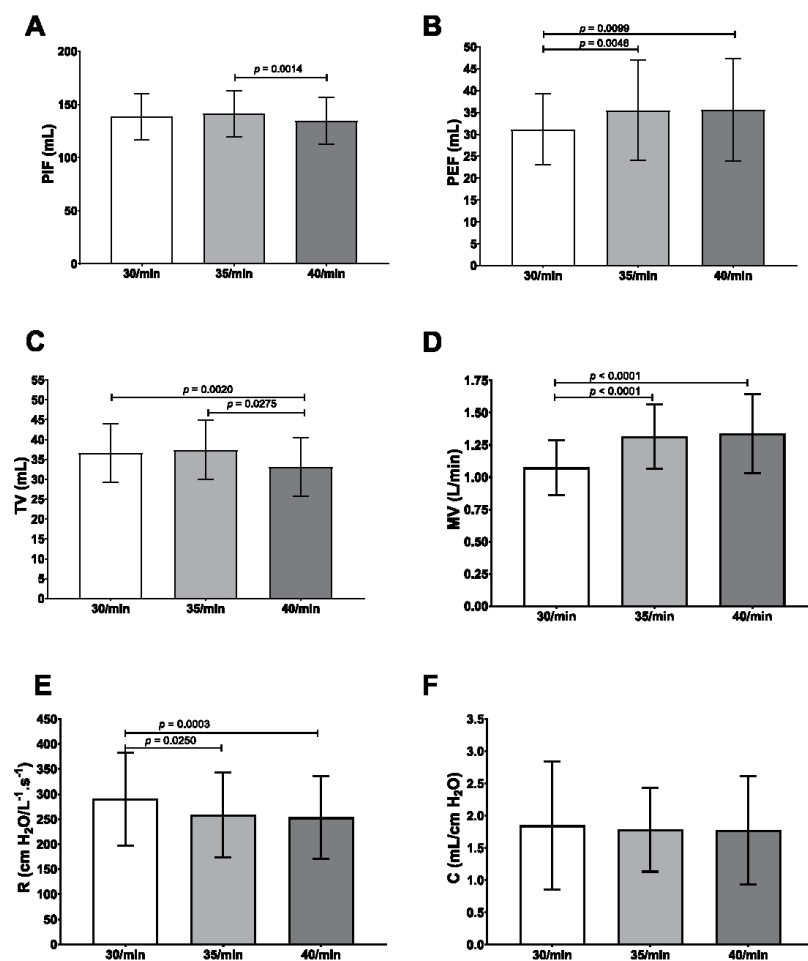 A
p = 0.0014
PIF (mL)
200
150
100
50
0
30/min 35/min 40/min
B
p = 0.0099
p = 0.0046
PEF (mL)
50
45
40
35
30
25
20
15
10
5
0
30/min 35/min 40/min
C
p = 0.0020
p = 0.0275
TV (mL)
55
50
45
40
35
30
25
20
15
10
5
0
30/min 35/min 40/min
D
p < 0.0001
p < 0.0001
MV (L/min)
1.75
1.50
1.25
1.00
0.75
0.50
0.25
0.00
30/min 35/min 40/min
E
p = 0.0003
p = 0.0250
R (cm H₂O/L⁻¹.s⁻¹)
450
400
350
300
250
200
150
100
50
0
30/min 35/min 40/min
F
C (mL/cm H₂O)
3.5
3.0
2.5
2.0
1.5
1.0
0.5
0.0
30/min 35/min 40/min